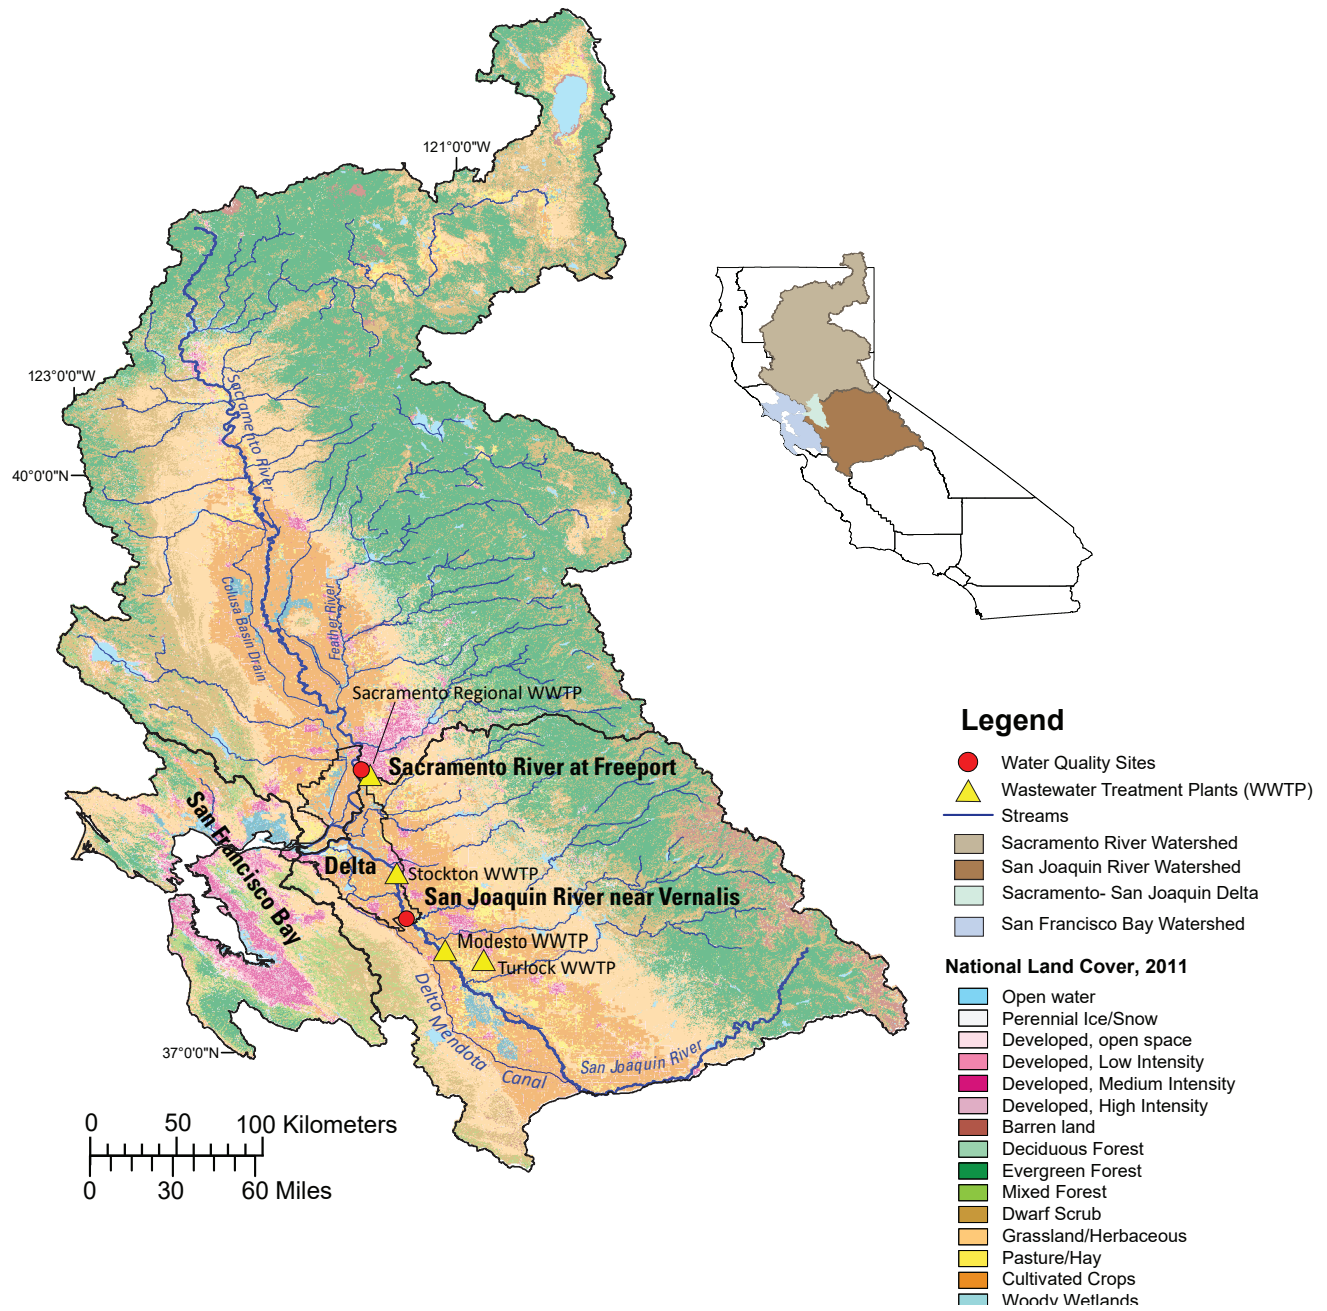 121°0'0"W
123°0'0"W
40°0'0"N
Sacramento River
Colusa Basin Drain
Feather River
Sacramento Regional WWTP
Sacramento River at Freeport
San Francisco Bay
Delta
Stockton WWTP
San Joaquin River near Vernalis
Modesto WWTP
Turlock WWTP
Delta Mendota Canal
San Joaquin River
37°0'0"N
0 50 100 Kilometers
0 30 60 Miles
Legend
Water Quality Sites
Wastewater Treatment Plants (WWTP)
Streams
Sacramento River Watershed
San Joaquin River Watershed
Sacramento- San Joaquin Delta
San Francisco Bay Watershed
National Land Cover, 2011
Open water
Perennial Ice/Snow
Developed, open space
Developed, Low Intensity
Developed, Medium Intensity
Developed, High Intensity
Barren land
Deciduous Forest
Evergreen Forest
Mixed Forest
Dwarf Scrub
Grassland/Herbaceous
Pasture/Hay
Cultivated Crops
Woody Wetlands